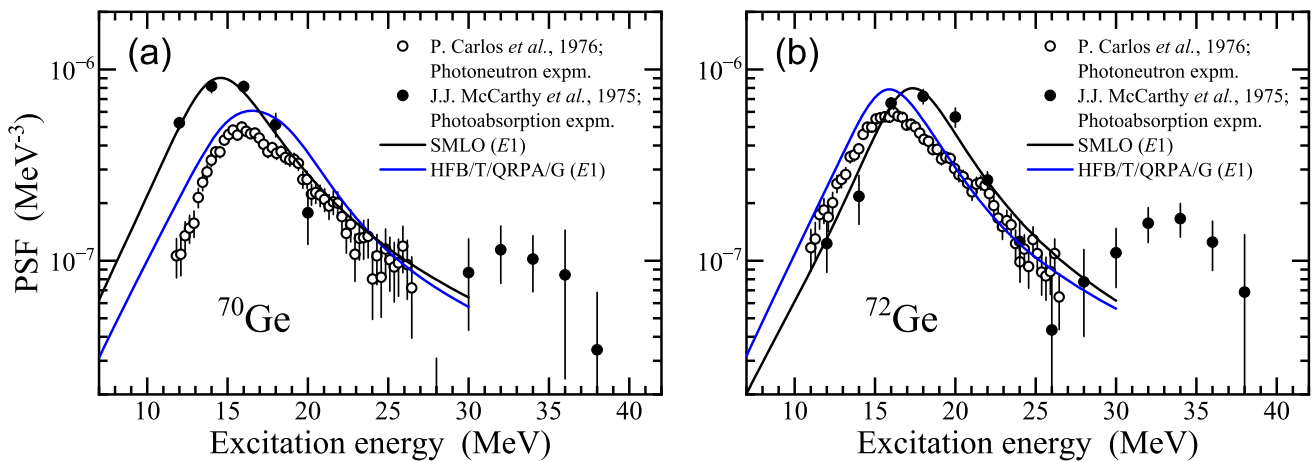 (a)
P. Carlos et al., 1976;
Photoneutron expm.
J.J. McCarthy et al., 1975;
Photoabsorption expm.
SMLO (E1)
HFB/T/QRPA/G (E1)
10⁻⁶
10⁻⁷
PSF (MeV⁻³)
⁷⁰Ge
10 15 20 25 30 35 40
Excitation energy (MeV)
(b)
P. Carlos et al., 1976;
Photoneutron expm.
J.J. McCarthy et al., 1975;
Photoabsorption expm.
SMLO (E1)
HFB/T/QRPA/G (E1)
10⁻⁶
10⁻⁷
⁷²Ge
10 15 20 25 30 35 40
Excitation energy (MeV)